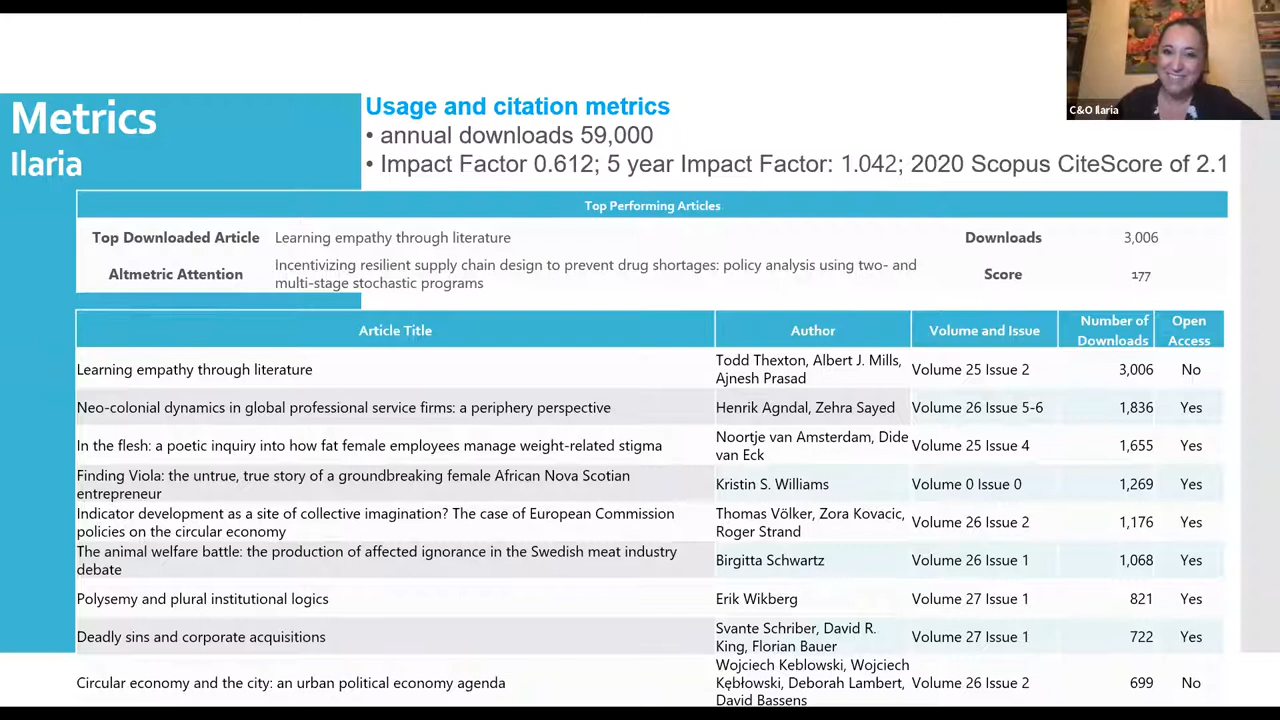 C&O Ilaria
Metrics
Ilaria
Usage and citation metrics
• annual downloads 59,000
• Impact Factor 0.612; 5 year Impact Factor: 1.042; 2020 Scopus CiteScore of 2.1
Top Performing Articles
Top Downloaded Article Learning empathy through literature Downloads 3,006
Altmetric Attention Incentivizing resilient supply chain design to prevent drug shortages: policy analysis using two- and
multi-stage stochastic programs Score 177
Article Title Author Volume and Issue Number of
Downloads Open
Access
Learning empathy through literature Todd Thexton, Albert J. Mills,
Ajnesh Prasad Volume 25 Issue 2 3,006 No
Neo-colonial dynamics in global professional service firms: a periphery perspective Henrik Agndal, Zehra Sayed Volume 26 Issue 5-6 1,836 Yes
In the flesh: a poetic inquiry into how fat female employees manage weight-related stigma Noortje van Amsterdam, Dide
van Eck Volume 25 Issue 4 1,655 Yes
Finding Viola: the untrue, true story of a groundbreaking female African Nova Scotian
entrepreneur Kristin S. Williams Volume 0 Issue 0 1,269 Yes
Indicator development as a site of collective imagination? The case of European Commission
policies on the circular economy Thomas Völker, Zora Kovacic,
Roger Strand Volume 26 Issue 2 1,176 Yes
The animal welfare battle: the production of affected ignorance in the Swedish meat industry
debate Birgitta Schwartz Volume 26 Issue 1 1,068 Yes
Polysemy and plural institutional logics Erik Wikberg Volume 27 Issue 1 821 Yes
Deadly sins and corporate acquisitions Svante Schriber, David R.
King, Florian Bauer Volume 27 Issue 1 722 Yes
Circular economy and the city: an urban political economy agenda Wojciech Keblowski, Wojciech
Kębłowski, Deborah Lambert,
David Bassens Volume 26 Issue 2 699 No